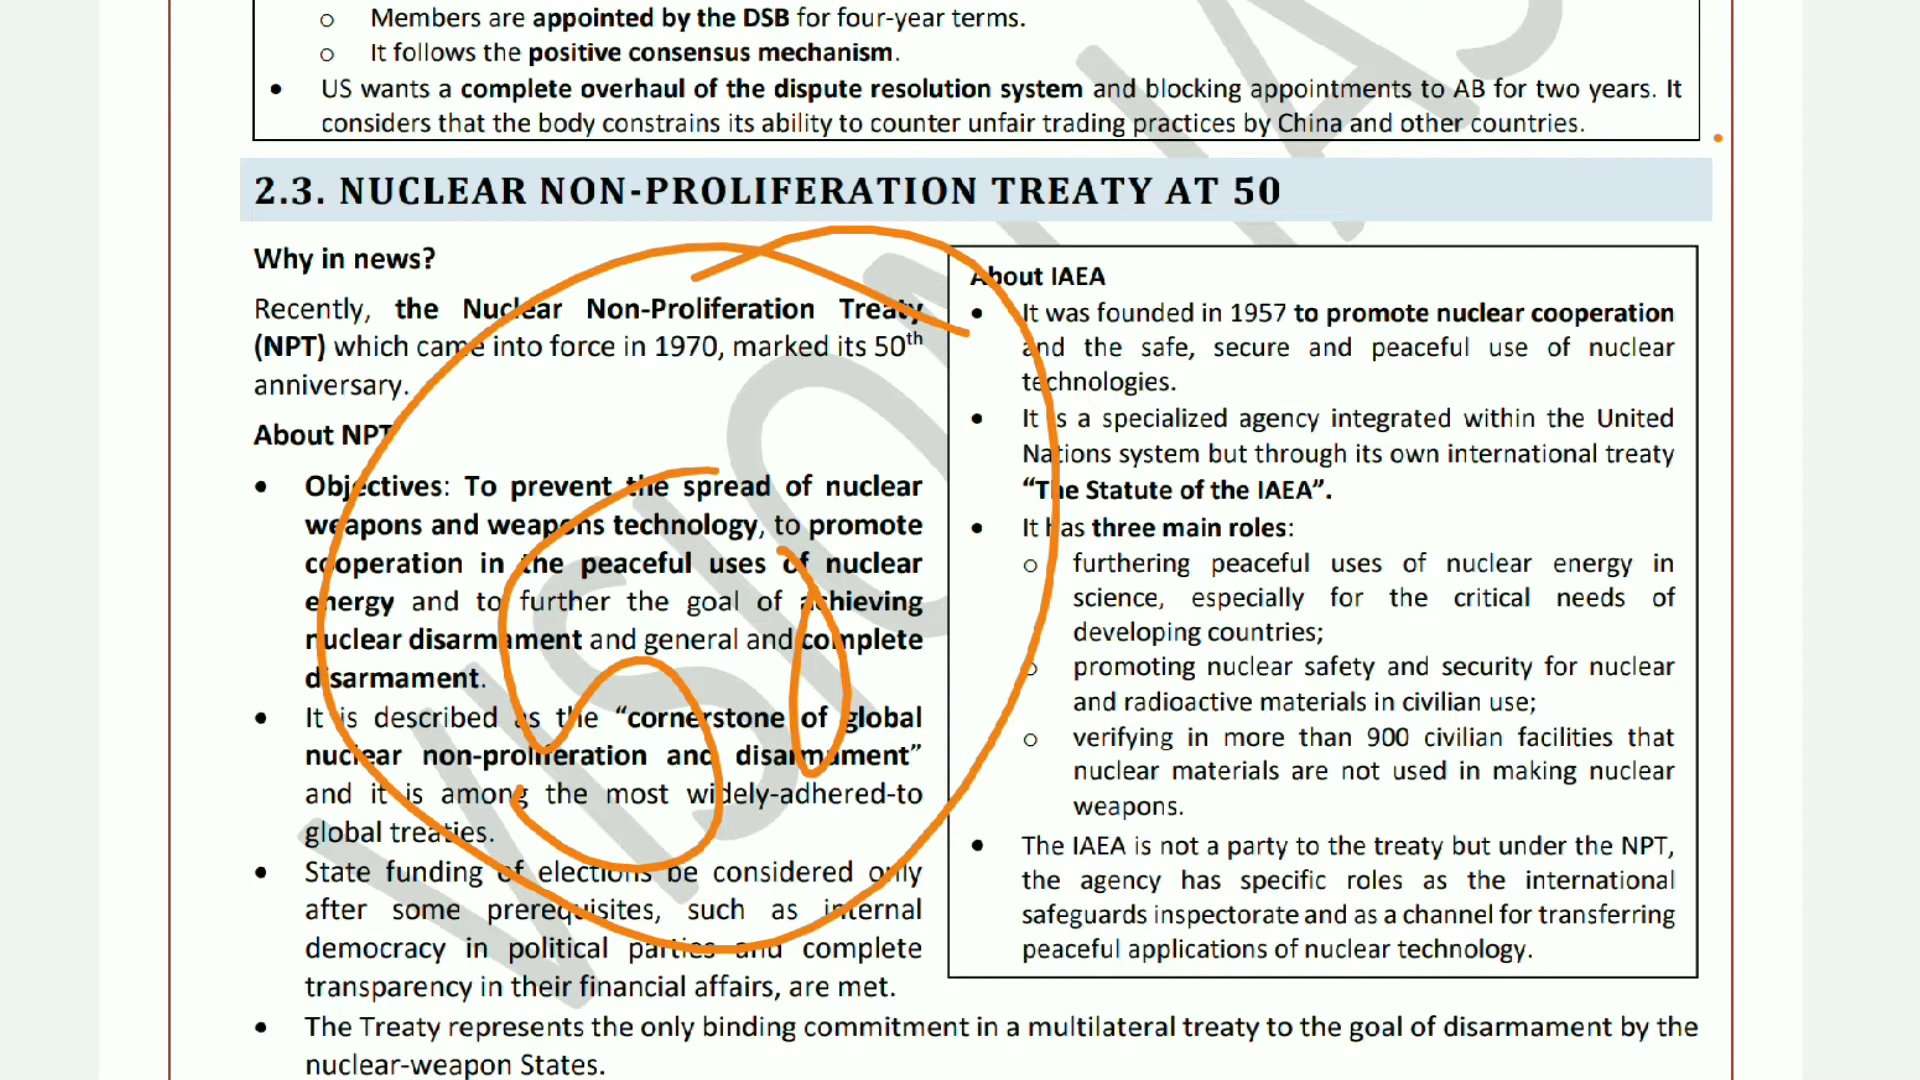 o Members are appointed by the DSB for four-year terms.
o It follows the positive consensus mechanism.
• US wants a complete overhaul of the dispute resolution system and blocking appointments to AB for two years. It
considers that the body constrains its ability to counter unfair trading practices by China and other countries.
2.3. NUCLEAR NON-PROLIFERATION TREATY AT 50
Why in news?
Recently, the Nuclear Non-Proliferation Treaty
(NPT) which came into force in 1970, marked its 50th
anniversary.
About NPT
• Objectives: To prevent the spread of nuclear
weapons and weapons technology, to promote
cooperation in the peaceful uses of nuclear
energy and to further the goal of achieving
nuclear disarmament and general and complete
disarmament.
• It is described as the “cornerstone of global
nuclear non-proliferation and disarmament”
and it is among the most widely-adhered-to
global treaties.
• State funding of elections be considered only
after some prerequisites, such as internal
democracy in political parties and complete
transparency in their financial affairs, are met.
About IAEA
• It was founded in 1957 to promote nuclear cooperation
and the safe, secure and peaceful use of nuclear
technologies.
• It is a specialized agency integrated within the United
Nations system but through its own international treaty
“The Statute of the IAEA”.
• It has three main roles:
o furthering peaceful uses of nuclear energy in
science, especially for the critical needs of
developing countries;
o promoting nuclear safety and security for nuclear
and radioactive materials in civilian use;
o verifying in more than 900 civilian facilities that
nuclear materials are not used in making nuclear
weapons.
• The IAEA is not a party to the treaty but under the NPT,
the agency has specific roles as the international
safeguards inspectorate and as a channel for transferring
peaceful applications of nuclear technology.
• The Treaty represents the only binding commitment in a multilateral treaty to the goal of disarmament by the
nuclear-weapon States.
VISION IAS